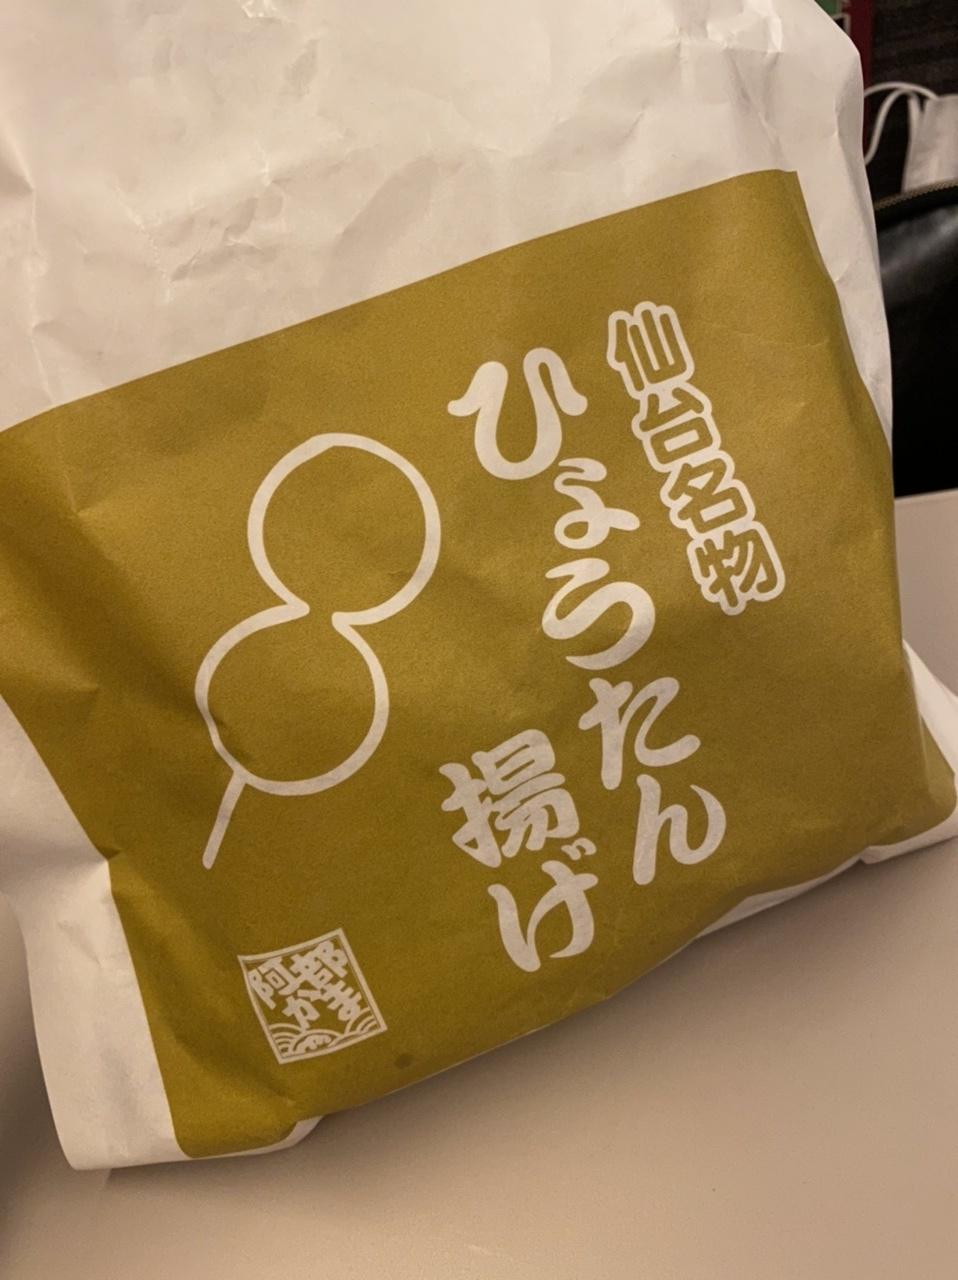 仙台名物
ひょうたん
揚げ
阿部
かま